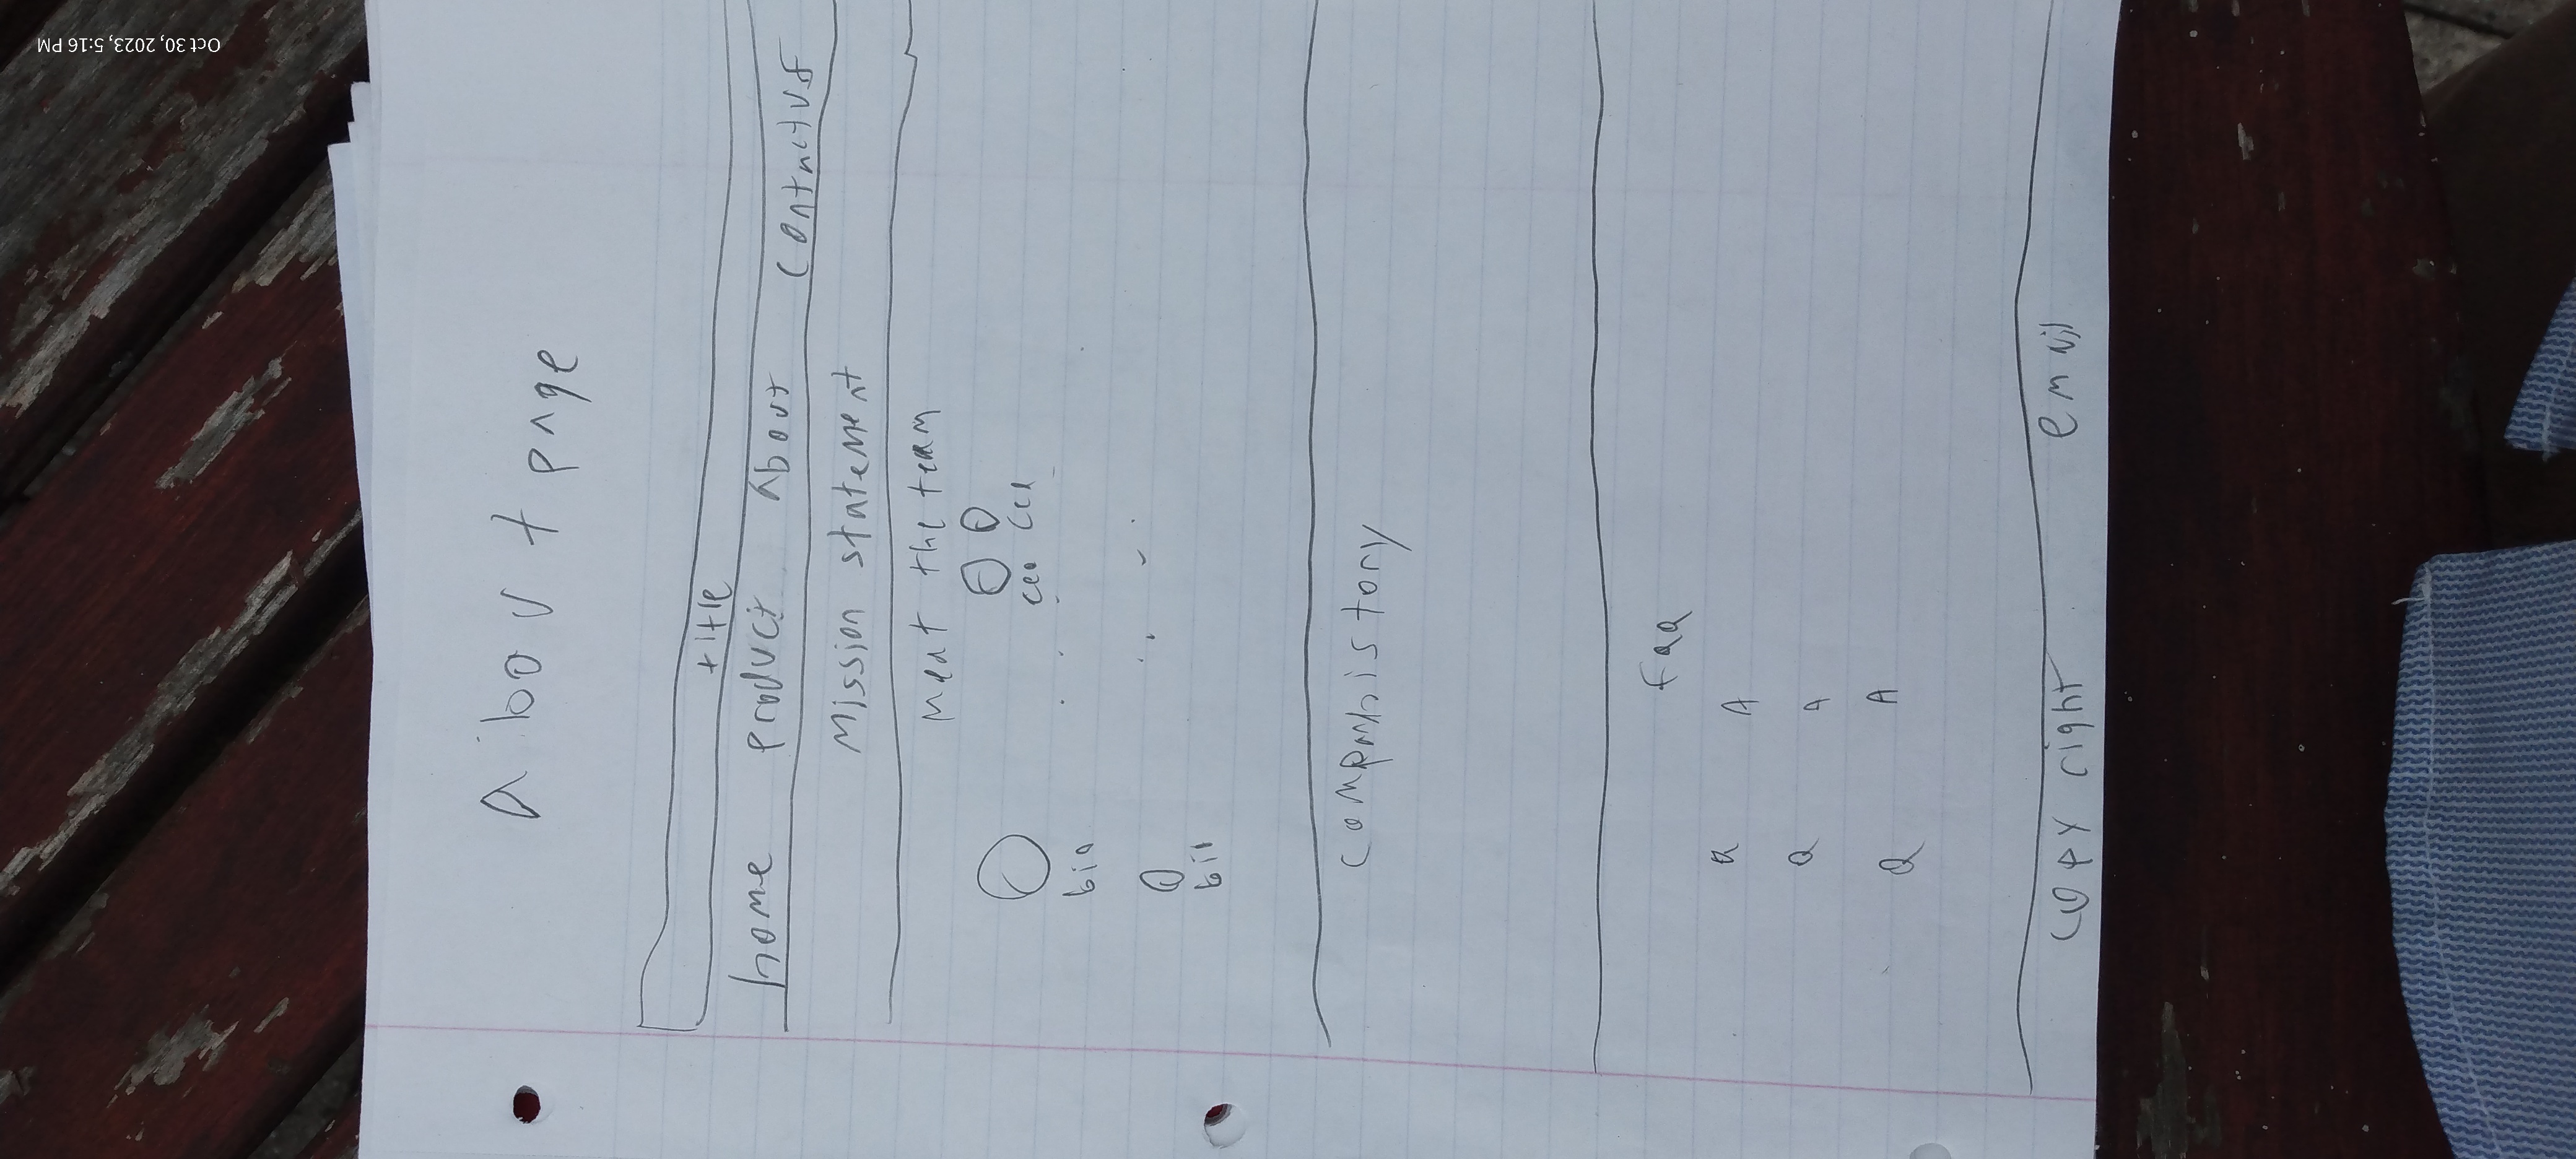 About page
title
home product About Contactus
Mission statement
Meat the team
ceo ceo
bio
bio
Comphistory
Faq
Q A
Q A
Q A
copy right email
Oct 30, 2023, 5:16 PM